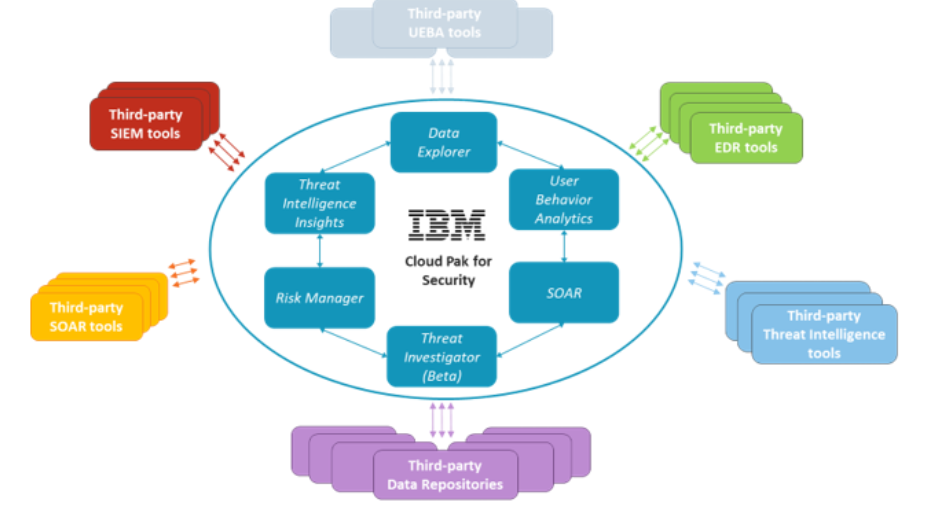 Third-party
UEBA tools
Third-party
SIEM tools
Third-party
EDR tools
Data
Explorer
Threat
Intelligence
Insights
User
Behavior
Analytics
IBM
Cloud Pak for
Security
Risk Manager
SOAR
Third-party
SOAR tools
Third-party
Threat Intelligence
tools
Threat
Investigator
(Beta)
Third-party
Data Repositories